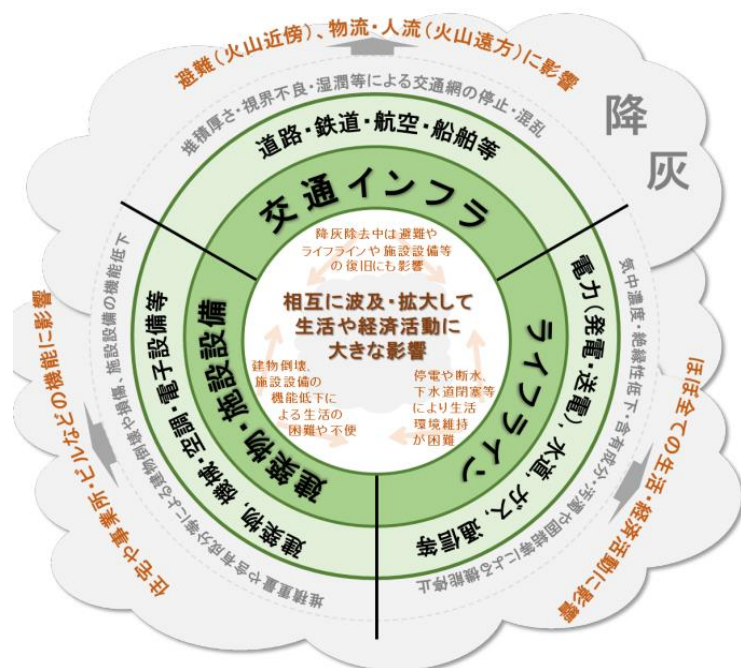 避難(火山近傍)、物流・人流(火山遠方)に影響
堆積厚さ・視界不良・湿潤等による交通網の停止・混乱
道路・鉄道・航空・船舶等
交通インフラ
降灰
降灰除去中は避難や
ライフラインや施設設備等
の復旧にも影響
相互に波及・拡大して
生活や経済活動に
大きな影響
建物倒壊、
施設設備の
機能低下に
よる生活の
困難や不便
停電や断水、
下水道閉塞等
により生活
環境維持
が困難
ライフライン
電力(発電・送電)、水道、ガス、通信等
気中濃度・絶縁性低下・含有成分・汚濁や固結等による機能停止
ほぼ全ての生活・経済活動に影響
建築物・施設設備
建築物、機械・空調・電子設備等
堆積重量や含有成分等による建物倒壊や損傷、施設設備の機能低下
住宅や事業所・ビルなどの機能に影響